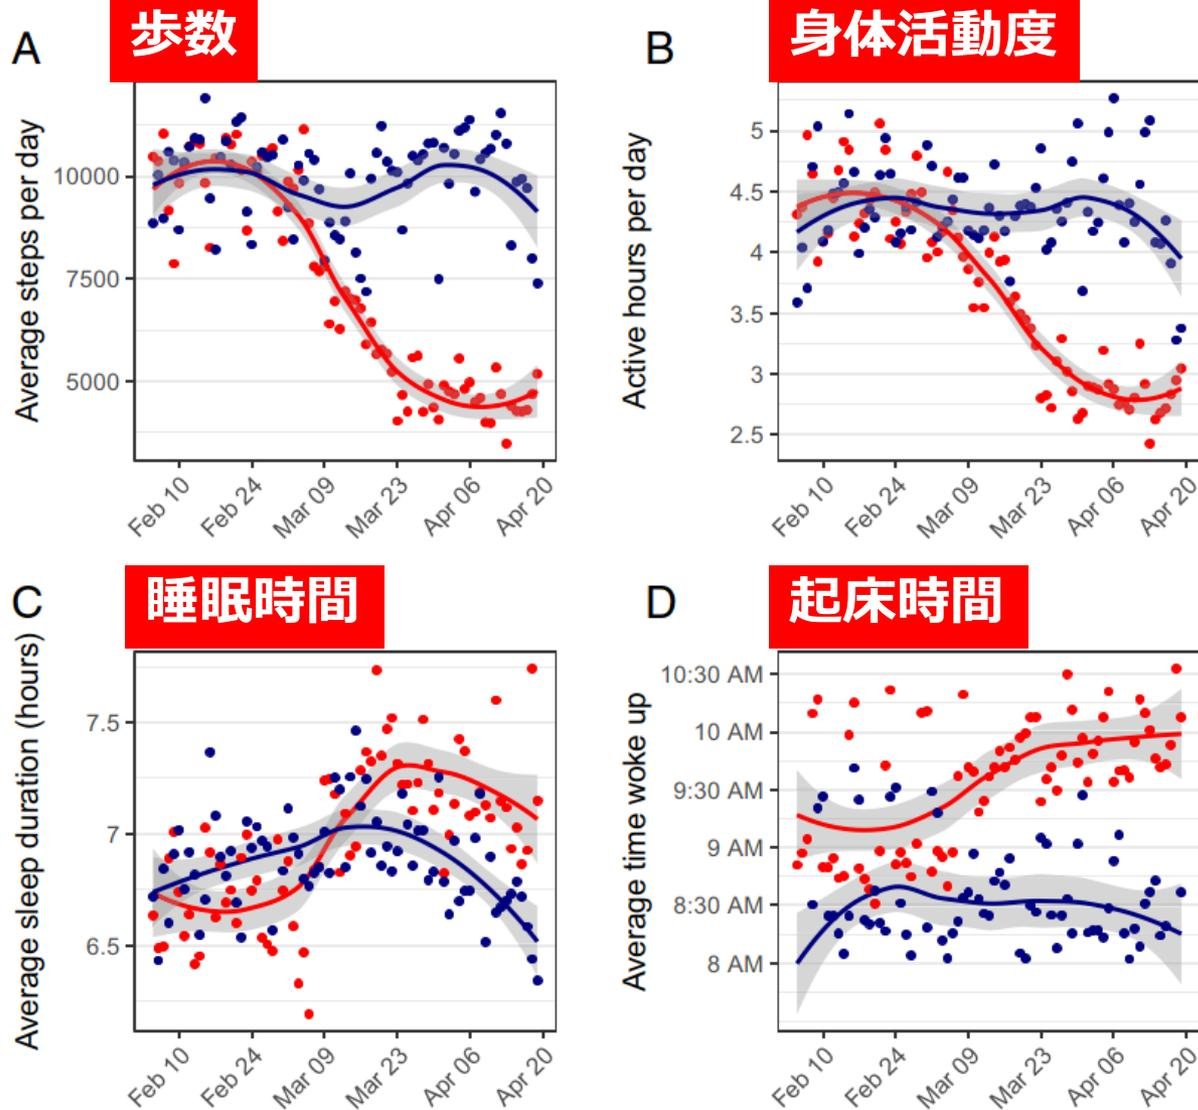 A
歩数
Average steps per day
10000
7500
5000
Feb 10
Feb 24
Mar 09
Mar 23
Apr 06
Apr 20
B
身体活動度
Active hours per day
5
4.5
4
3.5
3
2.5
Feb 10
Feb 24
Mar 09
Mar 23
Apr 06
Apr 20
C
睡眠時間
Average sleep duration (hours)
7.5
7
6.5
Feb 10
Feb 24
Mar 09
Mar 23
Apr 06
Apr 20
D
起床時間
Average time woke up
10:30 AM
10 AM
9:30 AM
9 AM
8:30 AM
8 AM
Feb 10
Feb 24
Mar 09
Mar 23
Apr 06
Apr 20